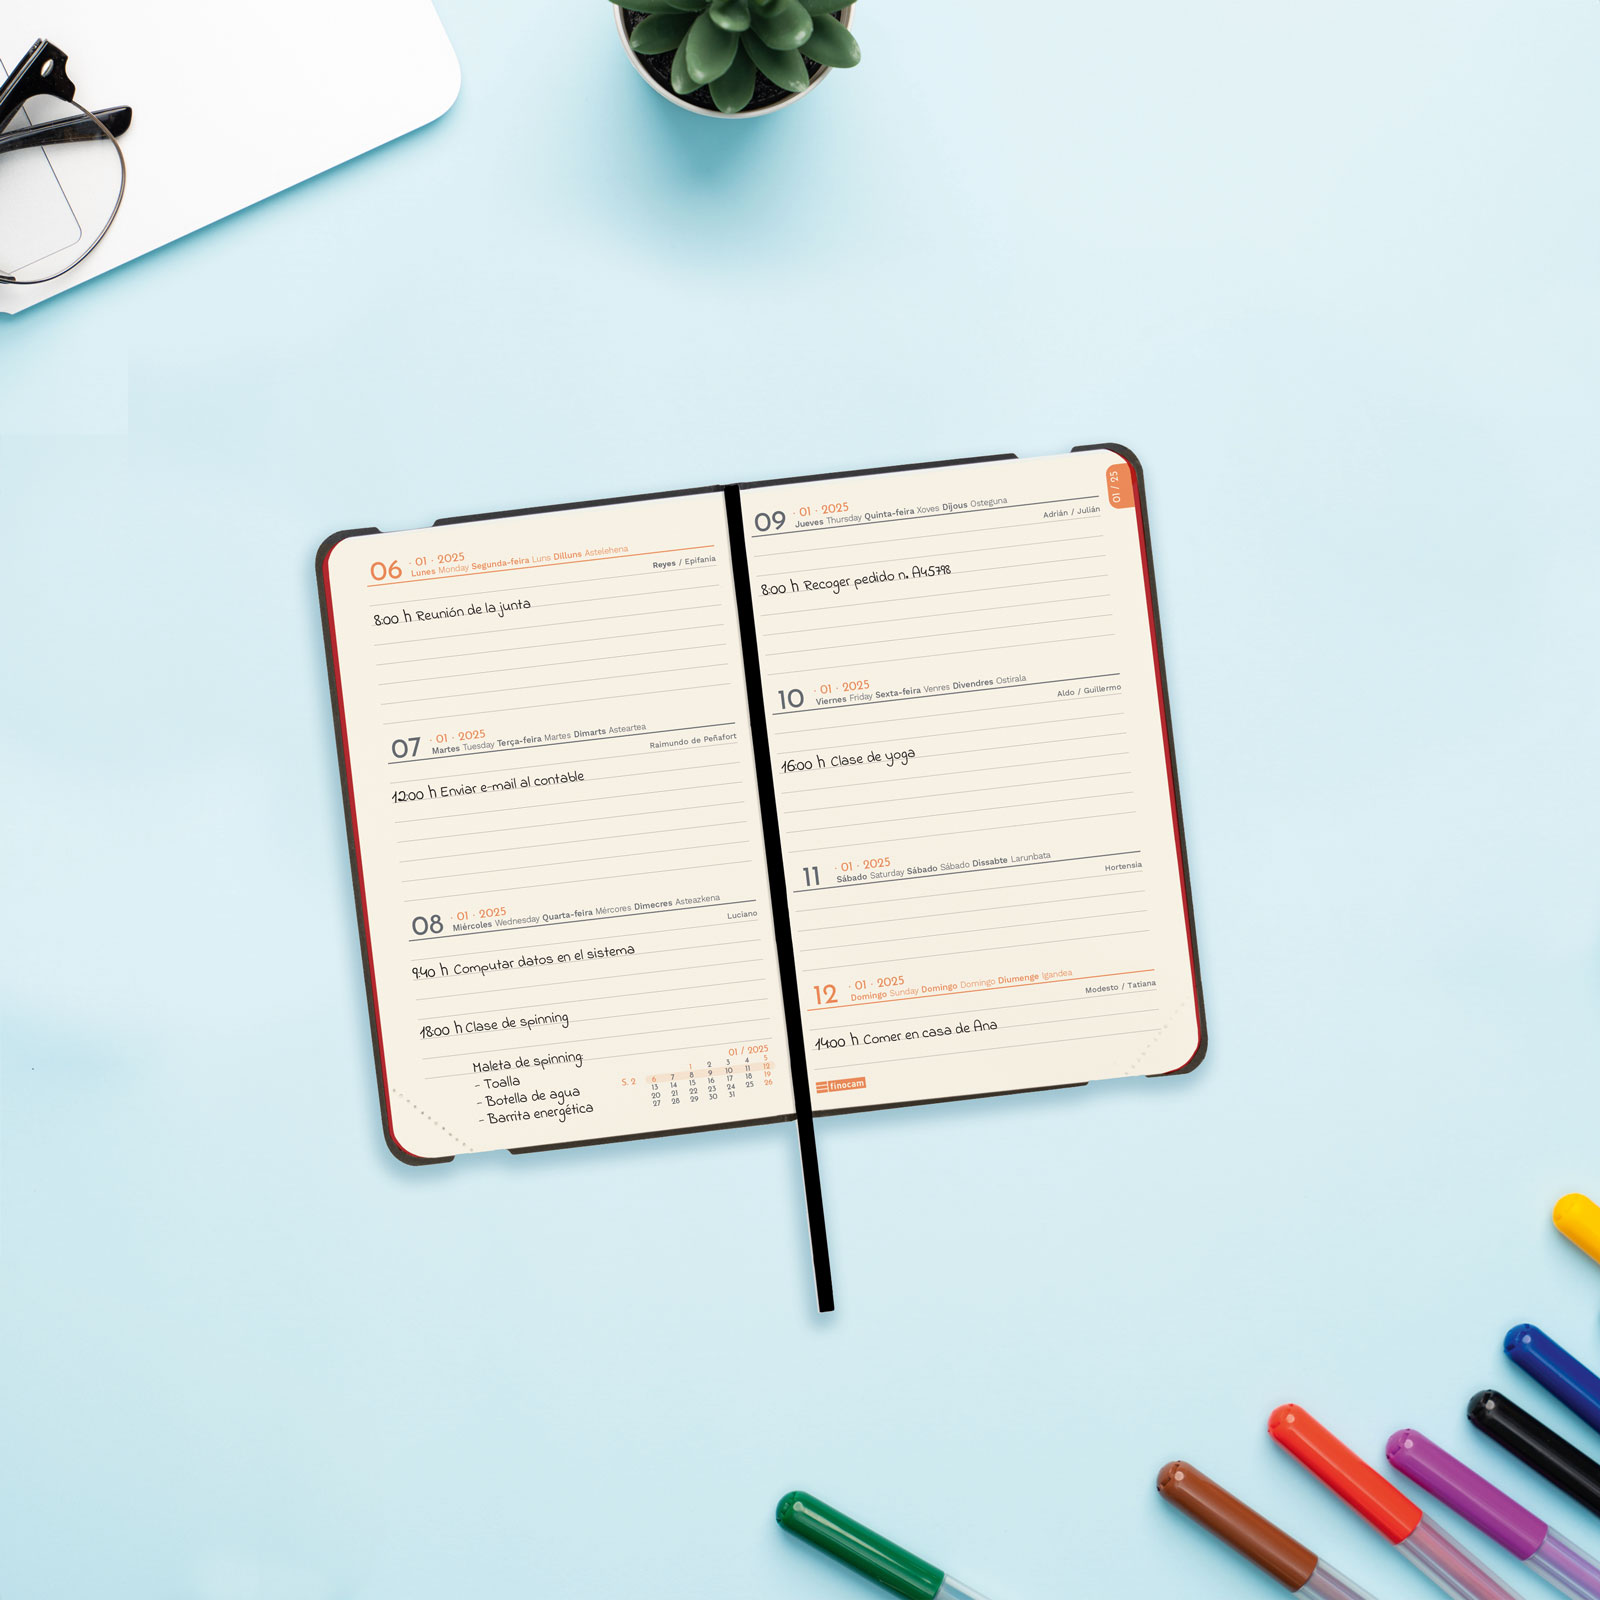 06 · 01 · 2025
Lunes Monday Segunda-feira Luns Dilluns Astelehena
Reyes / Epifanía
8:00 h Reunión de la junta
07 · 01 · 2025
Martes Tuesday Terça-feira Martes Dimarts Asteartea
Raimundo de Peñafort
12:00 h Enviar e-mail al contable
08 · 01 · 2025
Miércoles Wednesday Quarta-feira Mércores Dimecres Asteazkena
Luciano
9:40 h Computar datos en el sistema
18:00 h Clase de spinning
Maleta de spinning:
- Toalla
- Botella de agua
- Barrita energética
01 / 2025
1 2 3 4 5
S. 2 6 7 8 9 10 11 12
13 14 15 16 17 18 19
20 21 22 23 24 25 26
27 28 29 30 31
01 / 25
09 · 01 · 2025
Jueves Thursday Quinta-feira Xoves Dijous Osteguna
Adrián / Julián
8:00 h Recoger pedido n. A45798
10 · 01 · 2025
Viernes Friday Sexta-feira Venres Divendres Ostirala
Aldo / Guillermo
16:00 h Clase de yoga
11 · 01 · 2025
Sábado Saturday Sábado Sábado Dissabte Larunbata
Hortensia
12 · 01 · 2025
Domingo Sunday Domingo Domingo Diumenge Igandea
Modesto / Tatiana
14:00 h Comer en casa de Ana
finocam